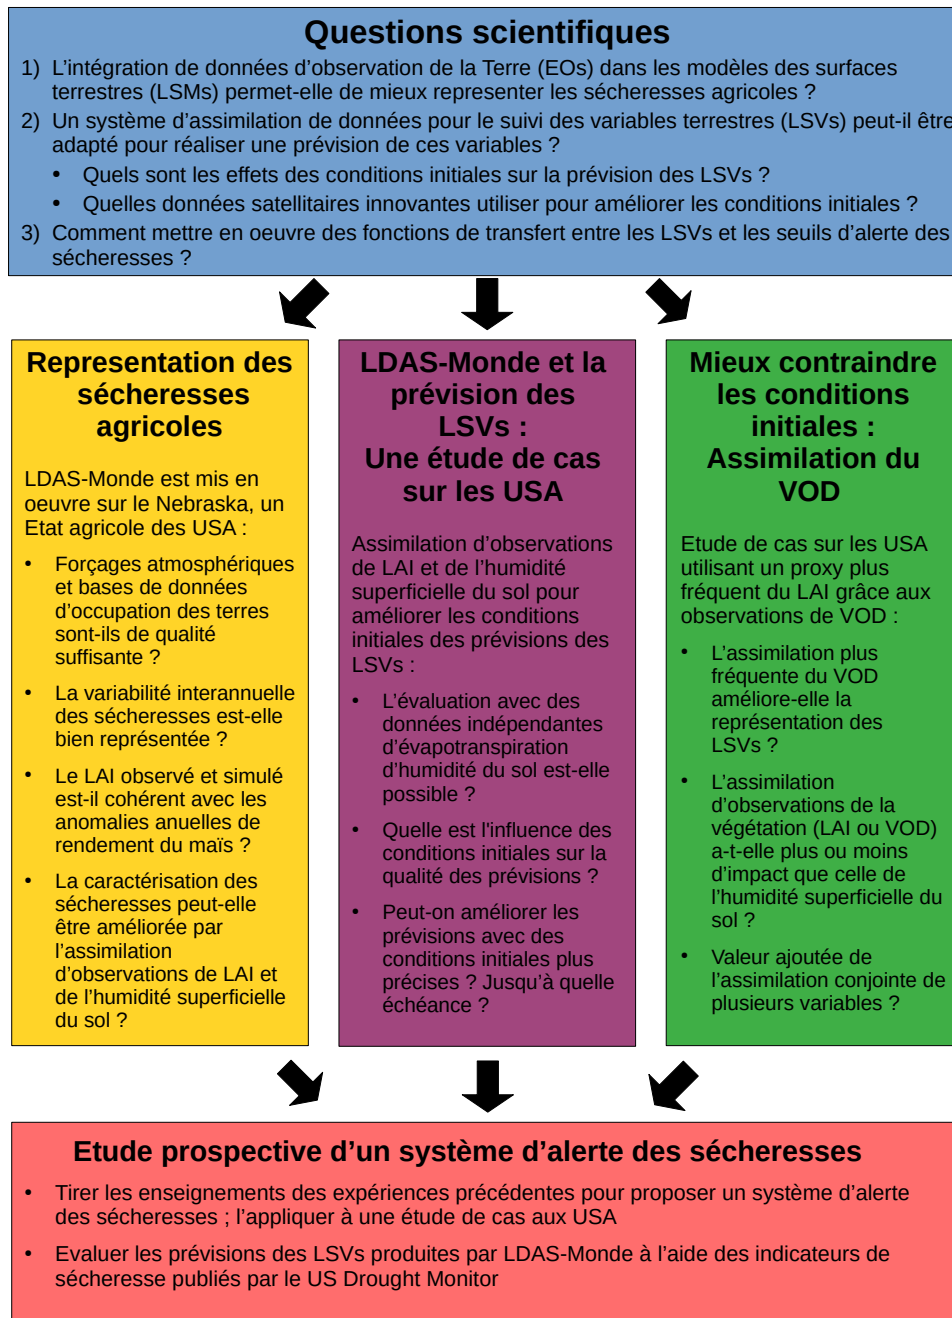 Questions scientifiques
1) L'intégration de données d'observation de la Terre (EOs) dans les modèles des surfaces
terrestres (LSMs) permet-elle de mieux representer les sécheresses agricoles ?
2) Un système d'assimilation de données pour le suivi des variables terrestres (LSVs) peut-il être
adapté pour réaliser une prévision de ces variables ?
• Quels sont les effets des conditions initiales sur la prévision des LSVs ?
• Quelles données satellitaires innovantes utiliser pour améliorer les conditions initiales ?
3) Comment mettre en oeuvre des fonctions de transfert entre les LSVs et les seuils d'alerte des
sécheresses ?
Representation des
sécheresses
agricoles
LDAS-Monde est mis en
oeuvre sur le Nebraska, un
Etat agricole des USA :
• Forçages atmosphériques
et bases de données
d'occupation des terres
sont-ils de qualité
suffisante ?
• La variabilité interannuelle
des sécheresses est-elle
bien représentée ?
• Le LAI observé et simulé
est-il cohérent avec les
anomalies anuelles de
rendement du maïs ?
• La caractérisation des
sécheresses peut-elle
être améliorée par
l'assimilation
d'observations de LAI et
de l'humidité superficielle
du sol ?
LDAS-Monde et la
prévision des
LSVs :
Une étude de cas
sur les USA
Assimilation d'observations
de LAI et de l'humidité
superficielle du sol pour
améliorer les conditions
initiales des prévisions des
LSVs :
• L'évaluation avec des
données indépendantes
d'évapotranspiration
d'humidité du sol est-elle
possible ?
• Quelle est l'influence des
conditions initiales sur la
qualité des prévisions ?
• Peut-on améliorer les
prévisions avec des
conditions initiales plus
précises ? Jusqu'à quelle
échéance ?
Mieux contraindre
les conditions
initiales :
Assimilation du
VOD
Etude de cas sur les USA
utilisant un proxy plus
fréquent du LAI grâce aux
observations de VOD :
• L'assimilation plus
fréquente du VOD
améliore-elle la
représentation des
LSVs ?
• L'assimilation
d'observations de la
végétation (LAI ou VOD)
a-t-elle plus ou moins
d'impact que celle de
l'humidité superficielle du
sol ?
• Valeur ajoutée de
l'assimilation conjointe de
plusieurs variables ?
Etude prospective d'un système d'alerte des sécheresses
• Tirer les enseignements des expériences précédentes pour proposer un système d'alerte
des sécheresses ; l'appliquer à une étude de cas aux USA
• Evaluer les prévisions des LSVs produites par LDAS-Monde à l'aide des indicateurs de
sécheresse publiés par le US Drought Monitor